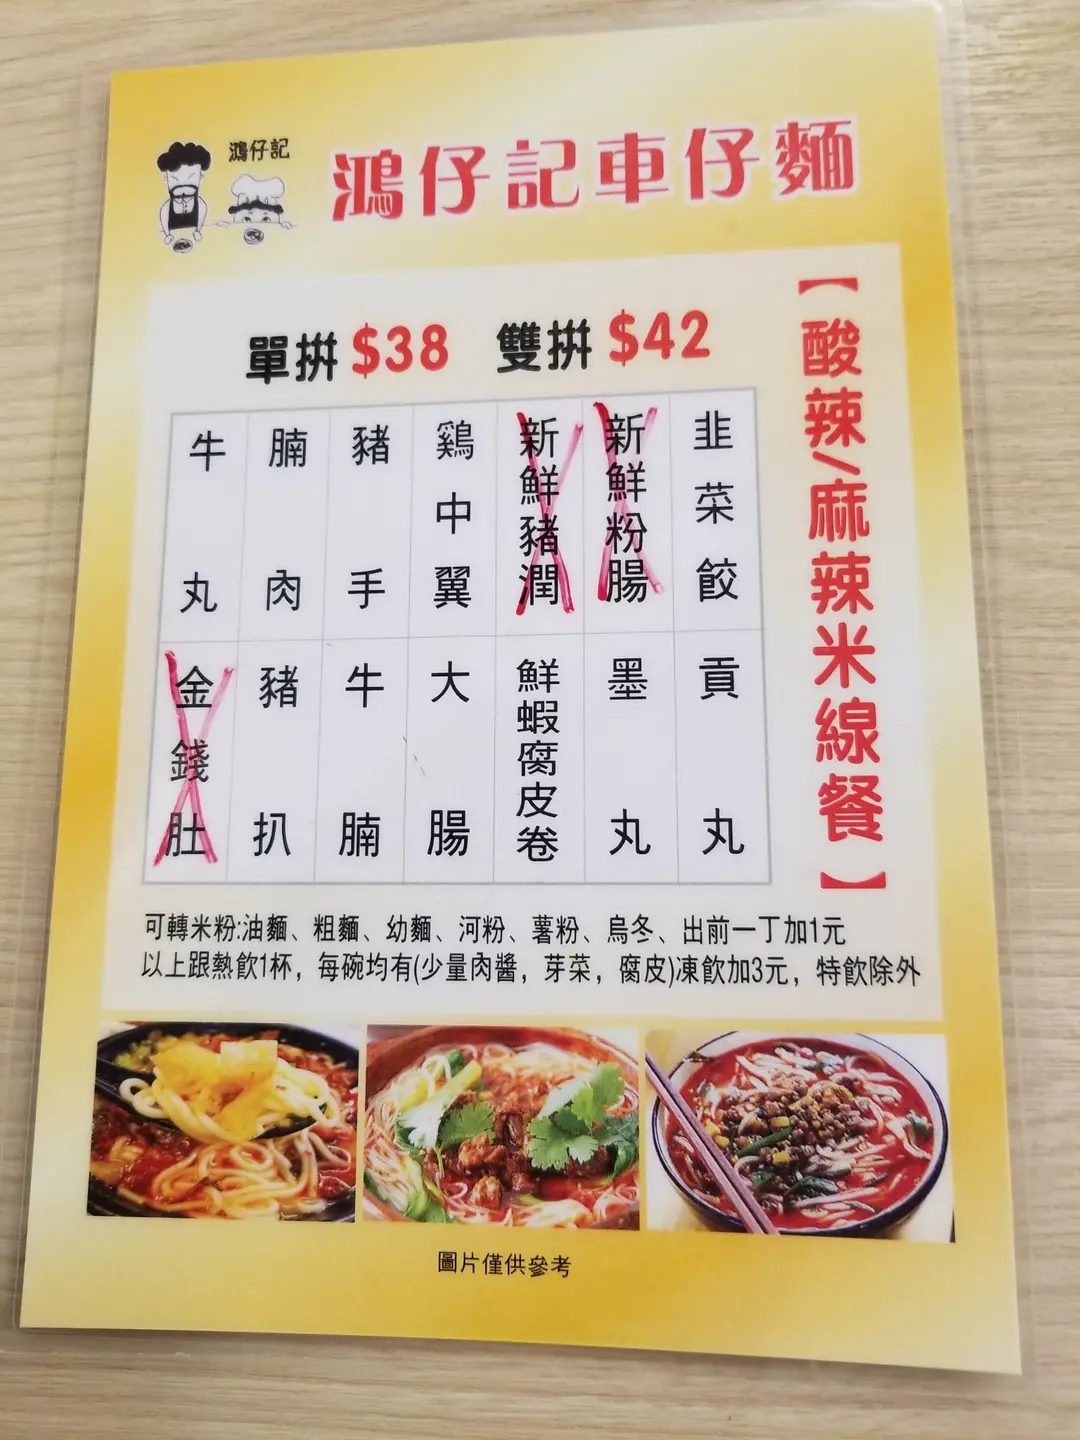 鴻仔記
鴻仔記車仔麵
單拼$38 雙拼$42
【酸辣/麻辣米線餐】
韭菜餃
新鮮粉腸
新鮮豬潤
鷄中翼
豬手
腩肉
牛丸
貢丸
墨丸
鮮蝦腐皮卷
大腸
牛腩
豬扒
金錢肚
可轉米粉:油麵、粗麵、幼麵、河粉、薯粉、烏冬、出前一丁加1元
以上跟熱飲1杯，每碗均有(少量肉醬，芽菜，腐皮)凍飲加3元，特飲除外
圖片僅供參考